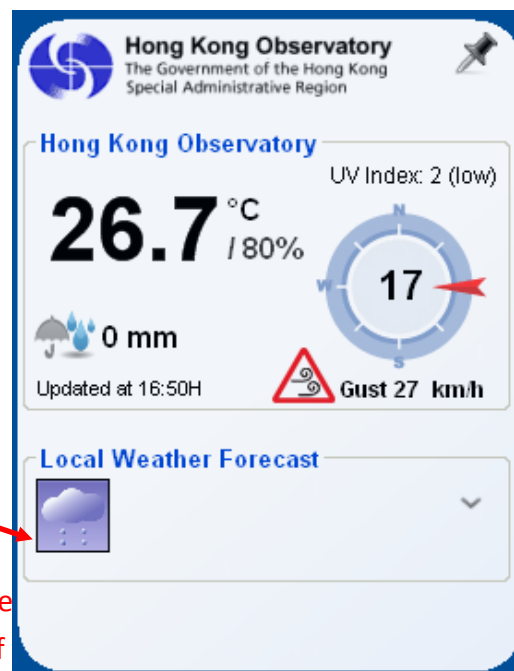 Hong Kong Observatory
The Government of the Hong Kong
Special Administrative Region
Hong Kong Observatory
UV Index: 2 (low)
26.7 °C
/ 80%
N
17
W
S
0 mm
Updated at 16:50H
Gust 27 km/h
Local Weather Forecast
e
f